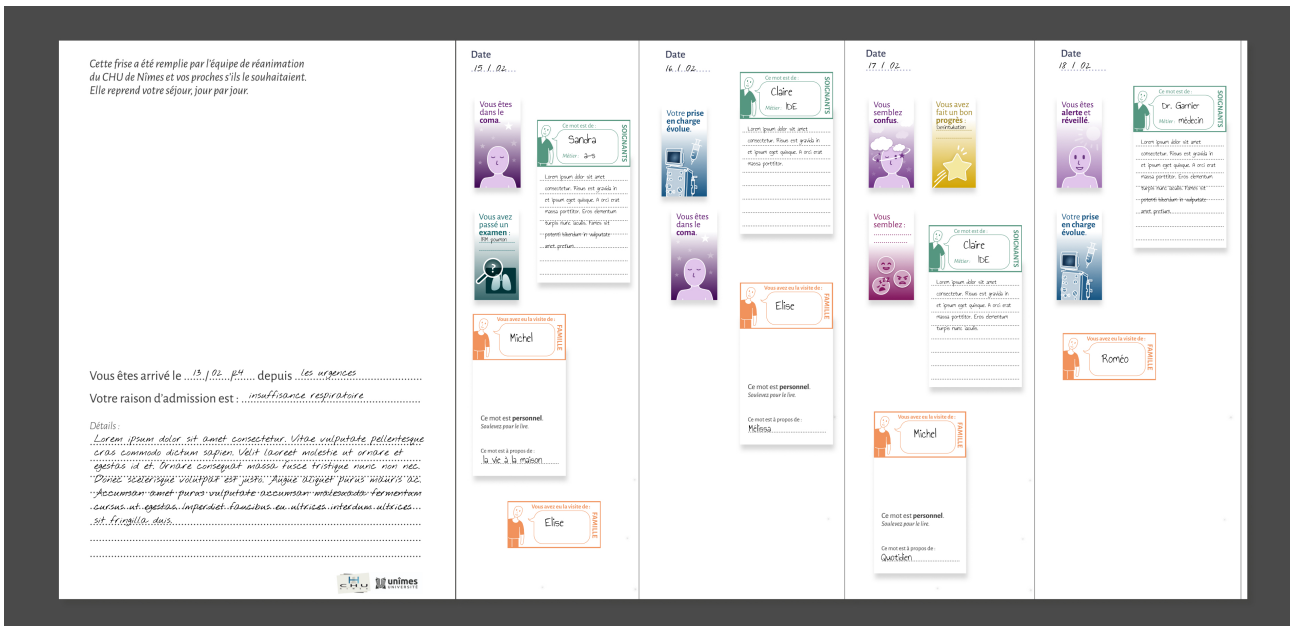 Cette frise a été remplie par l'équipe de réanimation
du CHU de Nîmes et vos proches s'ils le souhaitaient.
Elle reprend votre séjour, jour par jour.
Vous êtes arrivé le 13 / 02 /24 depuis les urgences
Votre raison d'admission est : insuffisance respiratoire
Détails :
Lorem ipsum dolor sit amet consectetur. Vitae vulputate pellentesque
cras commodo dictum sapien. Velit laoreet molestie ut ornare et
egestas id et. Ornare consequat massa fusce tristique nunc non nec.
Donec scelerisque volutpat est justo. Augue aliquet purus mauris ac.
Accumsan amet purus vulputate accumsan malesuada fermentum
cursus ut egestas. Imperdiet faucibus eu ultrices interdum ultrices
sit fringilla duis.
CHU
unîmes
UNIVERSITÉ
Date
15 / 02
Vous êtes
dans le
coma.
Ce mot est de :
Sandra
Métier : a-s
SOIGNANTS
Lorem ipsum dolor sit amet
consectetur. Risus est gravida in
et ipsum eget quisque. A orci erat
massa porttitor. Eros elementum
turpis nunc iaculis. Fames sit
potenti bibendum in vulputate
amet pretium.
Vous avez
passé un
examen :
IRM poumon
Vous avez eu la visite de :
Michel
FAMILLE
Ce mot est personnel.
Soulevez pour le lire.
Ce mot est à propos de :
la vie à la maison
Vous avez eu la visite de :
Elise
FAMILLE
Date
16 / 02
Votre prise
en charge
évolue.
Ce mot est de :
Claire
Métier : IDE
SOIGNANTS
Lorem ipsum dolor sit amet
consectetur. Risus est gravida in
et ipsum eget quisque. A orci erat
massa porttitor.
Vous êtes
dans le
coma.
Vous avez eu la visite de :
Elise
FAMILLE
Ce mot est personnel.
Soulevez pour le lire.
Ce mot est à propos de :
Mélissa
Date
17 / 02
Vous
semblez
confus.
Vous avez
fait un bon
progrès :
Desintubation
Vous
semblez :
Ce mot est de :
Claire
Métier : IDE
SOIGNANTS
Lorem ipsum dolor sit amet
consectetur. Risus est gravida in
et ipsum eget quisque. A orci erat
massa porttitor. Eros elementum
turpis nunc iaculis.
Vous avez eu la visite de :
Michel
FAMILLE
Ce mot est personnel.
Soulevez pour le lire.
Ce mot est à propos de :
Quotidien
Date
18 / 02
Vous êtes
alerte et
réveillé.
Ce mot est de :
Dr. Garnier
Métier : médecin
SOIGNANTS
Lorem ipsum dolor sit amet
consectetur. Risus est gravida in
et ipsum eget quisque. A orci erat
massa porttitor. Eros elementum
turpis nunc iaculis. Fames sit
potenti bibendum in vulputate
amet pretium.
Votre prise
en charge
évolue.
Vous avez eu la visite de :
Roméo
FAMILLE